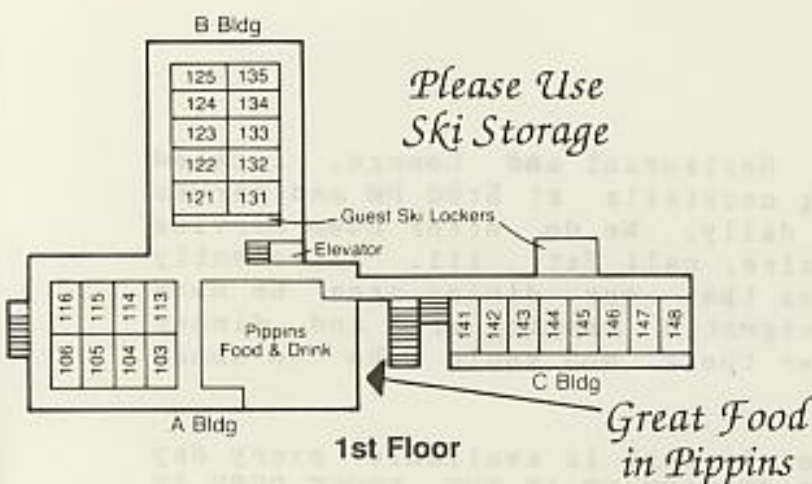 B Bldg
125 135
124 134
123 133
122 132
121 131
Please Use
Ski Storage
Guest Ski Lockers
Elevator
116 115 114 113
106 105 104 103
Pippins
Food & Drink
141 142 143 144 145 146 147 148
A Bldg
C Bldg
1st Floor
Great Food
in Pippins